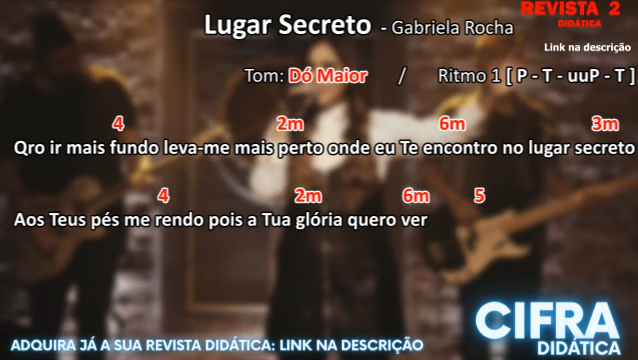 REVISTA 2
DIDÁTICA
Lugar Secreto - Gabriela Rocha
Link na descrição
Tom: Dó Maior / Ritmo 1 [ P - T - uuP - T ]
4 2m 6m 3m
Qro ir mais fundo leva-me mais perto onde eu Te encontro no lugar secreto
4 2m 6m 5
Aos Teus pés me rendo pois a Tua glória quero ver
CIFRA
DIDÁTICA
ADQUIRA JÁ A SUA REVISTA DIDÁTICA: LINK NA DESCRIÇÃO